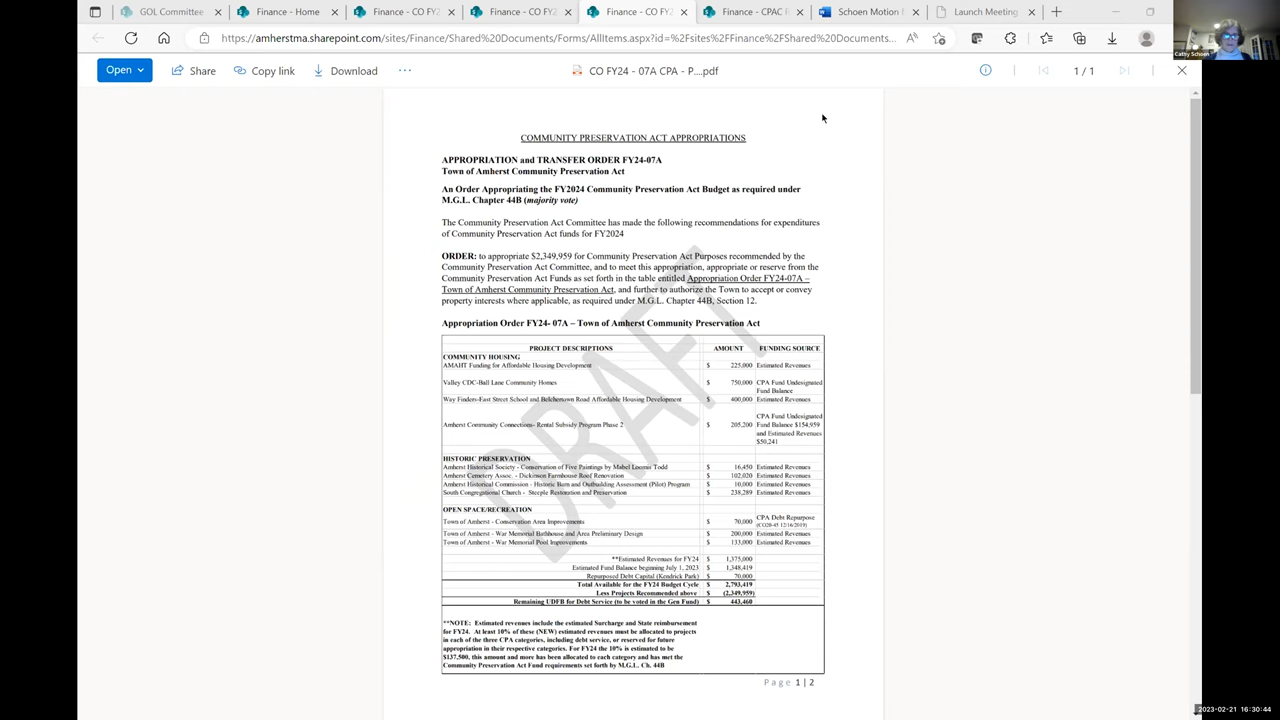 GOL Committee
Finance - Home
Finance - CO FY2
Finance - CO FY2
Finance - CO FY2
Finance - CPAC R
Schoen Motion C
Launch Meeting
https://amherstma.sharepoint.com/sites/Finance/Shared%20Documents/Forms/AllItems.aspx?id=%2Fsites%2FFinance%2FShared%20Documents...
Cathy Schoen
Open
Share
Copy link
Download
CO FY24 - 07A CPA - P....pdf
1 / 1
COMMUNITY PRESERVATION ACT APPROPRIATIONS
APPROPRIATION and TRANSFER ORDER FY24-07A
Town of Amherst Community Preservation Act
An Order Appropriating the FY2024 Community Preservation Act Budget as required under
M.G.L. Chapter 44B (majority vote)
The Community Preservation Act Committee has made the following recommendations for expenditures
of Community Preservation Act funds for FY2024
ORDER: to appropriate $2,349,959 for Community Preservation Act Purposes recommended by the
Community Preservation Act Committee, and to meet this appropriation, appropriate or reserve from the
Community Preservation Act Funds as set forth in the table entitled Appropriation Order FY24-07A –
Town of Amherst Community Preservation Act, and further to authorize the Town to accept or convey
property interests where applicable, as required under M.G.L. Chapter 44B, Section 12.
Appropriation Order FY24- 07A – Town of Amherst Community Preservation Act
PROJECT DESCRIPTIONS AMOUNT FUNDING SOURCE
COMMUNITY HOUSING
AMAHT Funding for Affordable Housing Development $ 225,000 Estimated Revenues
Valley CDC-Ball Lane Community Homes $ 750,000 CPA Fund Undesignated
Fund Balance
Way Finders-East Street School and Belchertown Road Affordable Housing Development $ 400,000 Estimated Revenues
CPA Fund Undesignated
Amherst Community Connections- Rental Subsidy Program Phase 2 $ 205,200 Fund Balance $154,959
and Estimated Revenues
$50,241
HISTORIC PRESERVATION
Amherst Historical Society - Conservation of Five Paintings by Mabel Loomis Todd $ 16,450 Estimated Revenues
Amherst Cemetery Assoc. - Dickinson Farmhouse Roof Renovation $ 102,020 Estimated Revenues
Amherst Historical Commission - Historic Barn and Outbuilding Assessment (Pilot) Program $ 10,000 Estimated Revenues
South Congregational Church - Steeple Restoration and Preservation $ 238,289 Estimated Revenues
OPEN SPACE/RECREATION
Town of Amherst - Conservation Area Improvements $ 70,000 CPA Debt Repurpose
(CO20-45 12/16/2019)
Town of Amherst - War Memorial Bathhouse and Area Preliminary Design $ 200,000 Estimated Revenues
Town of Amherst - War Memorial Pool Improvements $ 133,000 Estimated Revenues
**Estimated Revenues for FY24 $ 1,375,000
Estimated Fund Balance beginning July 1, 2023 $ 1,348,419
Repurposed Debt Capital (Kendrick Park) $ 70,000
Total Available for the FY24 Budget Cycle $ 2,793,419
Less Projects Recommended above $ (2,349,959)
Remaining UDFB for Debt Service (to be voted in the Gen Fund) $ 443,460
**NOTE: Estimated revenues include the estimated Surcharge and State reimbursement
for FY24. At least 10% of these (NEW) estimated revenues must be allocated to projects
in each of the three CPA categories, including debt service, or reserved for future
appropriation in their respective categories. For FY24 the 10% is estimated to be
$137,500, this amount and more has been allocated to each category and has met the
Community Preservation Act Fund requirements set forth by M.G.L. Ch. 44B
DRAFT
Page 1|2
2023-02-21 16:30:44